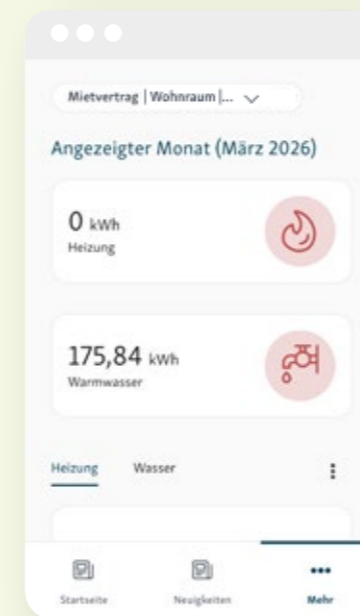 Mietvertrag | Wohnraum |...
Angezeigter Monat (März 2026)
0 kWh
Heizung
175,84 kWh
Warmwasser
Heizung Wasser
Startseite Neuigkeiten Mehr